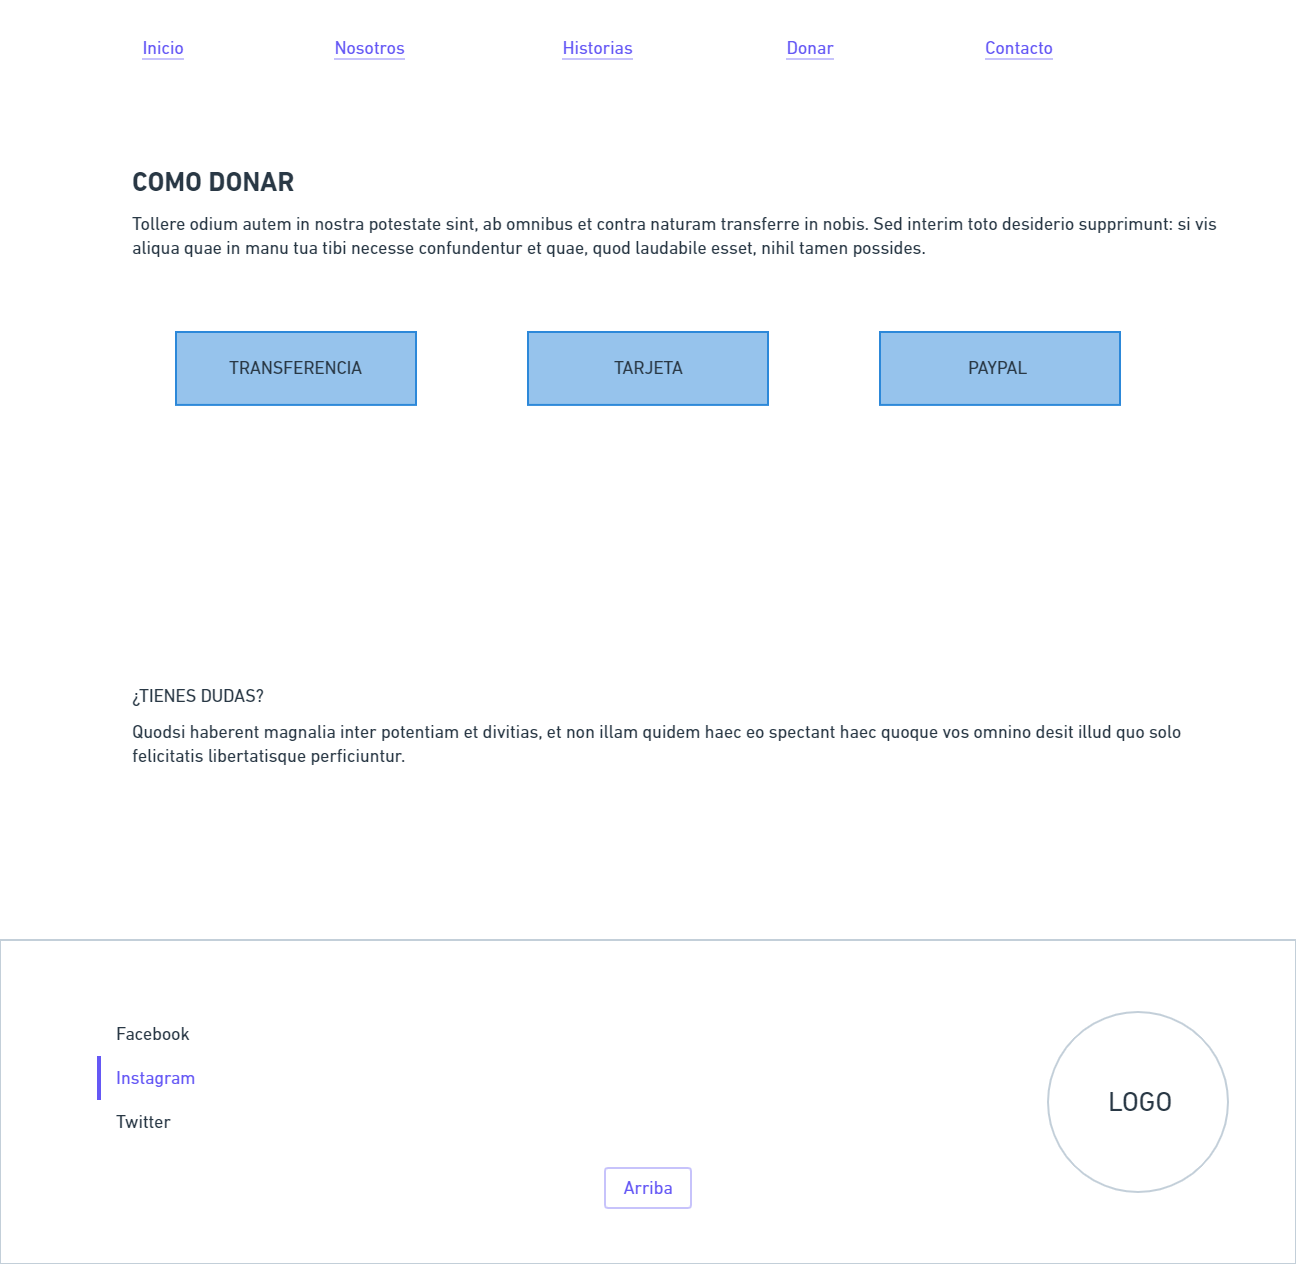 Inicio
Nosotros
Historias
Donar
Contacto
COMO DONAR
Tollere odium autem in nostra potestate sint, ab omnibus et contra naturam transferre in nobis. Sed interim toto desiderio supprimunt: si vis
aliqua quae in manu tua tibi necesse confundentur et quae, quod laudabile esset, nihil tamen possides.
TRANSFERENCIA
TARJETA
PAYPAL
¿TIENES DUDAS?
Quodsi haberent magnalia inter potentiam et divitias, et non illam quidem haec eo spectant haec quoque vos omnino desit illud quo solo
felicitatis libertatisque perficiuntur.
Facebook
Instagram
Twitter
LOGO
Arriba